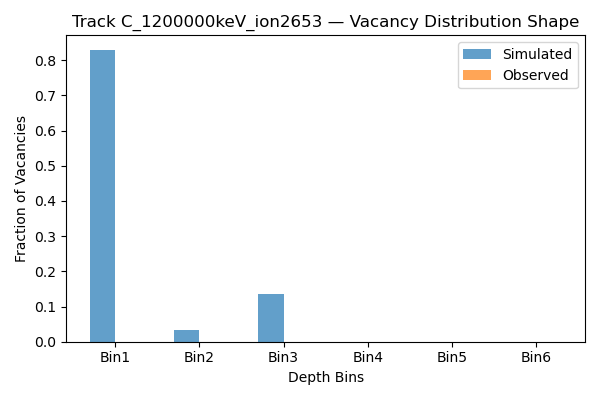 Track C_1200000keV_ion2653 — Vacancy Distribution Shape
Simulated
Observed
Fraction of Vacancies
0.8
0.7
0.6
0.5
0.4
0.3
0.2
0.1
0.0
Bin1 Bin2 Bin3 Bin4 Bin5 Bin6
Depth Bins